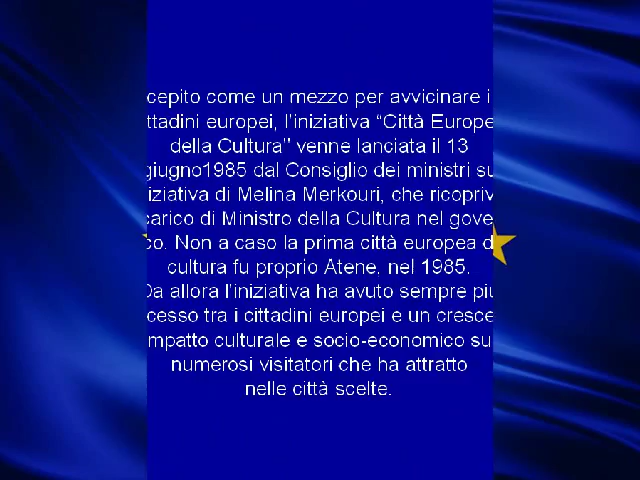 cepito come un mezzo per avvicinare i
ttadini europei, l'iniziativa "Città Europe
della Cultura" venne lanciata il 13
giugno1985 dal Consiglio dei ministri su
iziativa di Melina Merkouri, che ricopriv
carico di Ministro della Cultura nel gove
co. Non a caso la prima città europea d
cultura fu proprio Atene, nel 1985.
Da allora l'iniziativa ha avuto sempre più
cesso tra i cittadini europei e un cresce
impatto culturale e socio-economico su
numerosi visitatori che ha attratto
nelle città scelte.